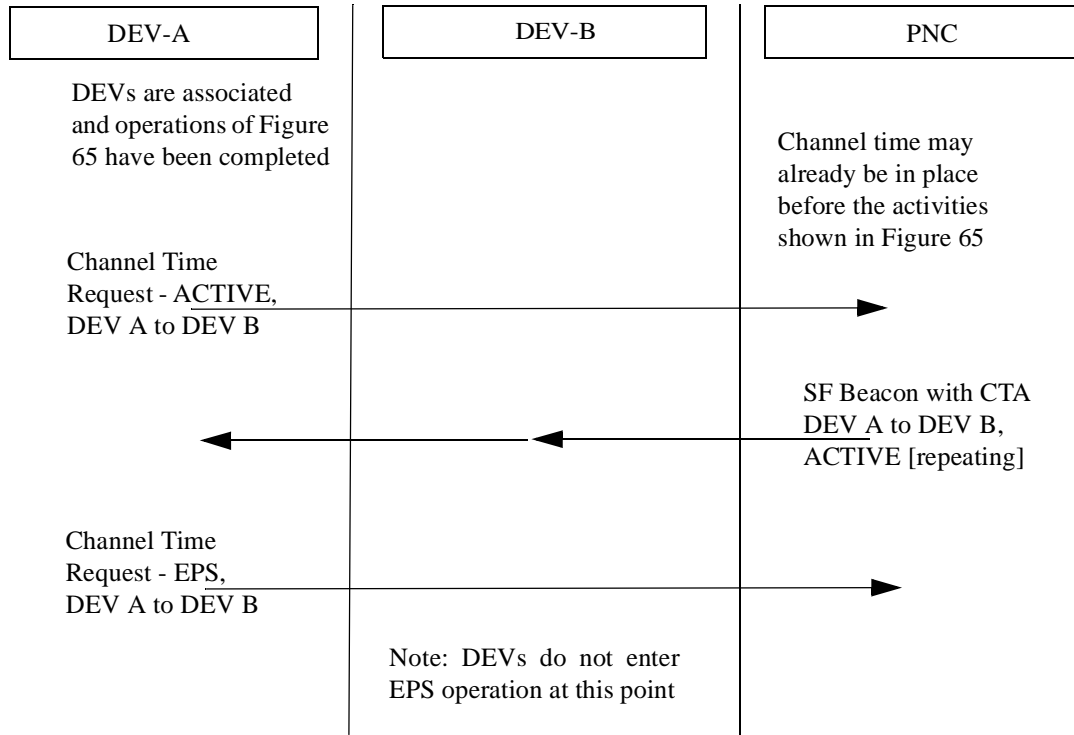 DEV-A
DEV-B
PNC
DEVs are associated
and operations of Figure
65 have been completed
Channel time may
already be in place
before the activities
shown in Figure 65
Channel Time
Request - ACTIVE,
DEV A to DEV B
SF Beacon with CTA
DEV A to DEV B,
ACTIVE [repeating]
Channel Time
Request - EPS,
DEV A to DEV B
Note: DEVs do not enter
EPS operation at this point